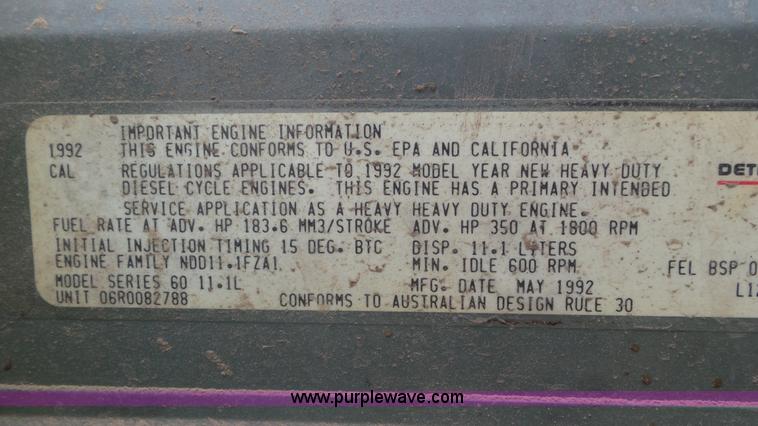 IMPORTANT ENGINE INFORMATION
1992 THIS ENGINE CONFORMS TO U.S. EPA AND CALIFORNIA
CAL REGULATIONS APPLICABLE TO 1992 MODEL YEAR NEW HEAVY DUTY
DIESEL CYCLE ENGINES. THIS ENGINE HAS A PRIMARY INTENDED
SERVICE APPLICATION AS A HEAVY HEAVY DUTY ENGINE.
FUEL RATE AT ADV. HP 183.6 MM3/STROKE ADV. HP 350 AT 1800 RPM
INITIAL INJECTION TIMING 15 DEG. BTC DISP. 11.1 LITERS
ENGINE FAMILY NDD11.1FZA1 MIN. IDLE 600 RPM FEL BSP
MODEL SERIES 60 11.1L MFG. DATE MAY 1992
UNIT 06R0082788 CONFORMS TO AUSTRALIAN DESIGN RULE 30
www.purplewave.com